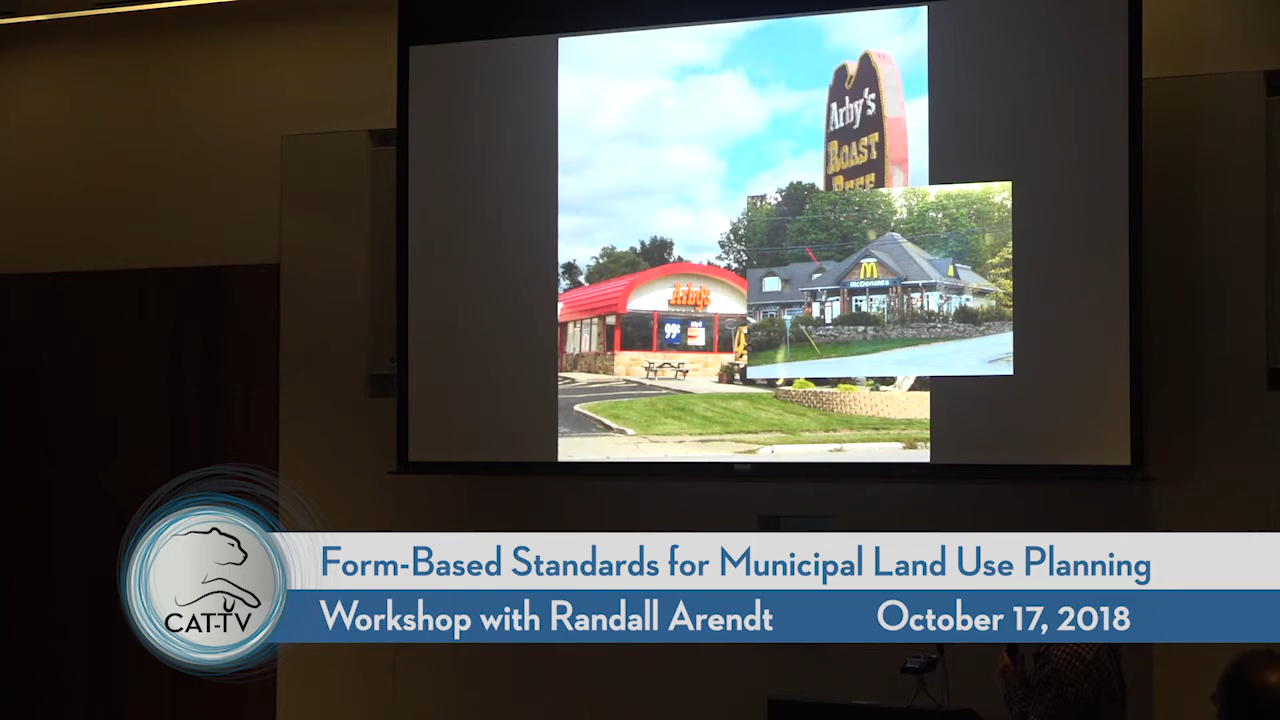 Arby's
ROAST
BEEF
Arby's
99¢
McDonald's
Form-Based Standards for Municipal Land Use Planning
Workshop with Randall Arendt
October 17, 2018
CAT-TV